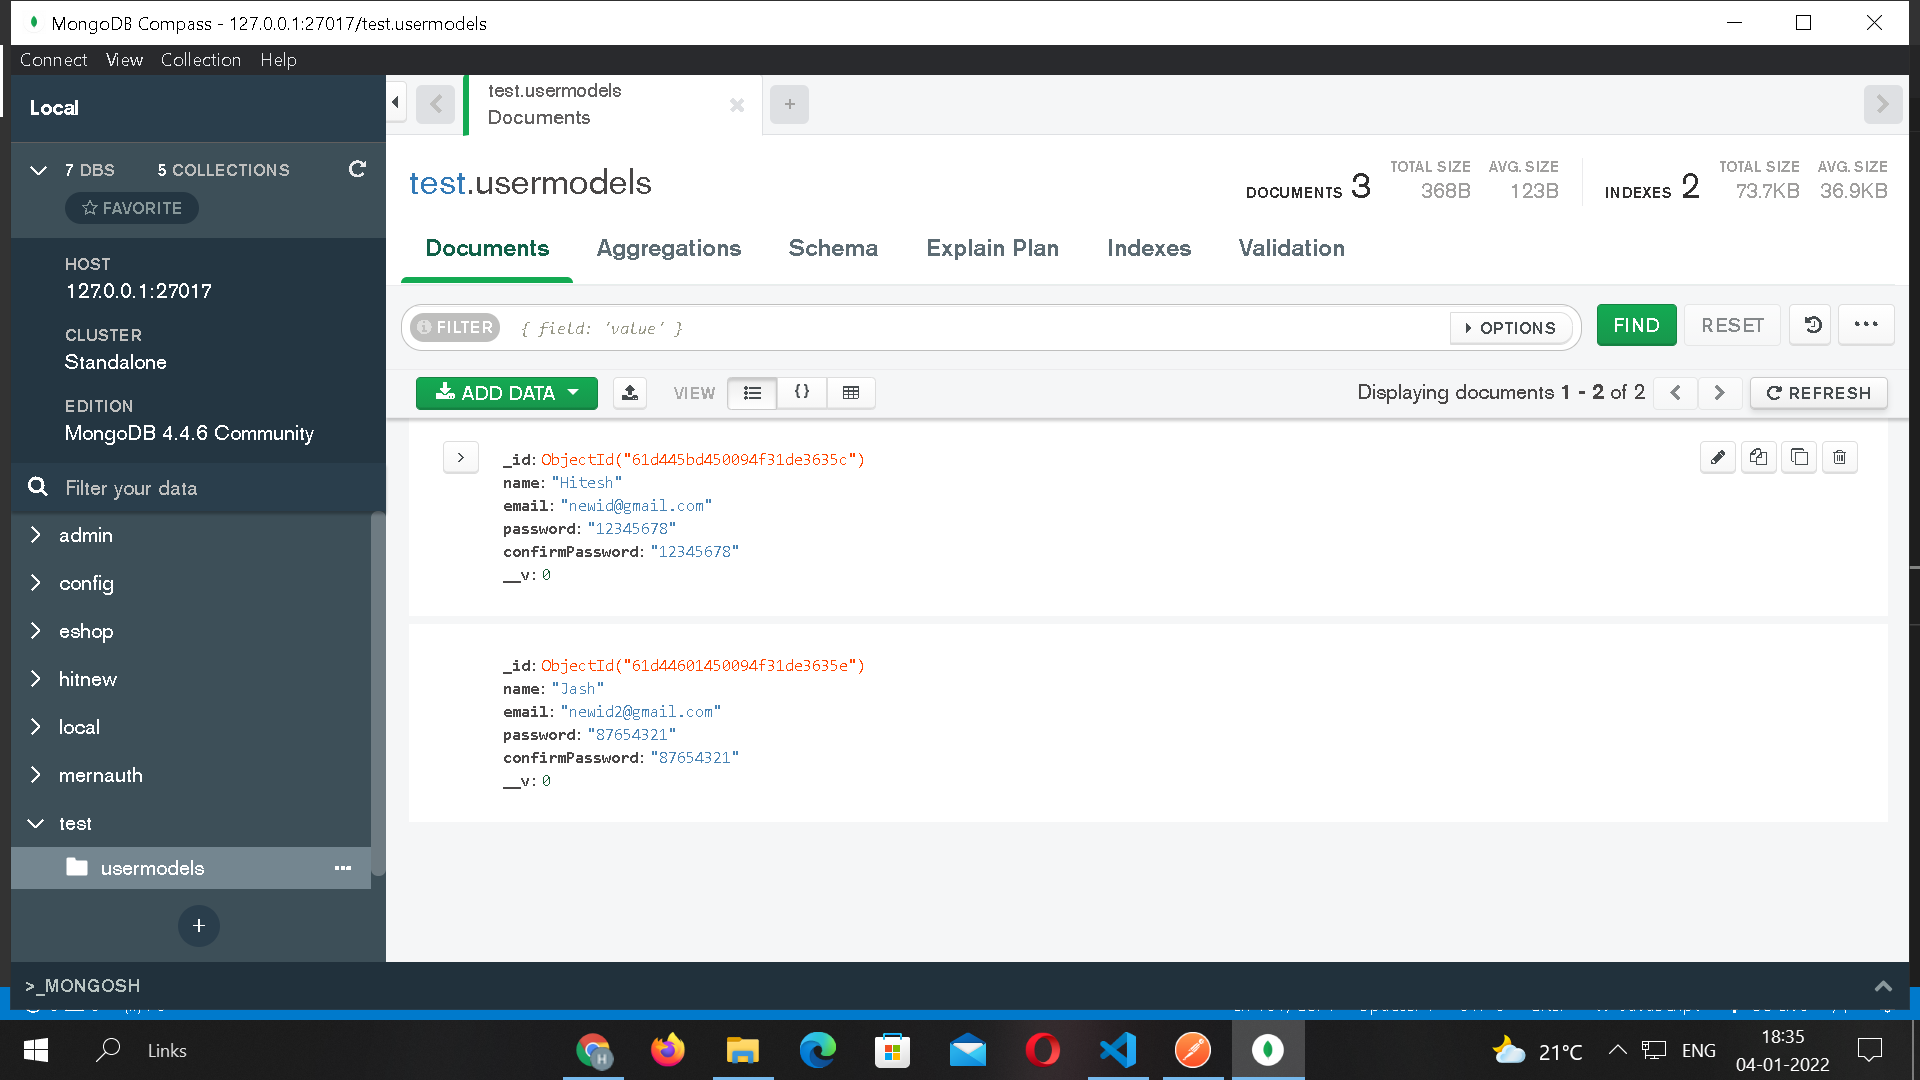 MongoDB Compass - 127.0.0.1:27017/test.usermodels
Connect View Collection Help
Local
7 DBS 5 COLLECTIONS
FAVORITE
HOST
127.0.0.1:27017
CLUSTER
Standalone
EDITION
MongoDB 4.4.6 Community
Filter your data
admin
config
eshop
hitnew
local
mernauth
test
usermodels
+
test.usermodels
Documents
+
test.usermodels
DOCUMENTS 3 TOTAL SIZE 368B AVG. SIZE 123B INDEXES 2 TOTAL SIZE 73.7KB AVG. SIZE 36.9KB
Documents Aggregations Schema Explain Plan Indexes Validation
FILTER { field: 'value' } OPTIONS FIND RESET
ADD DATA VIEW {} Displaying documents 1 - 2 of 2 REFRESH
_id: ObjectId("61d445bd450094f31de3635c")
name: "Hitesh"
email: "newid@gmail.com"
password: "12345678"
confirmPassword: "12345678"
__v: 0
_id: ObjectId("61d44601450094f31de3635e")
name: "Jash"
email: "newid2@gmail.com"
password: "87654321"
confirmPassword: "87654321"
__v: 0
>_MONGOSH
Links
H
21°C ENG 18:35
04-01-2022